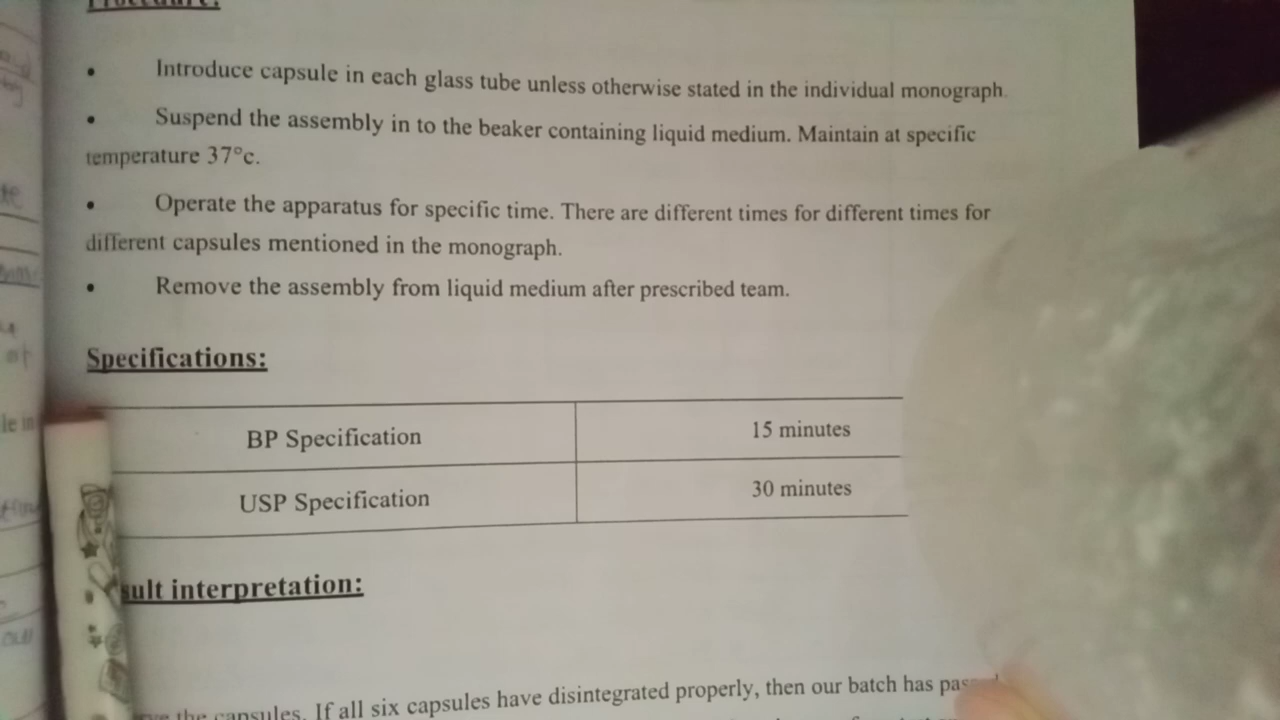 Procedure:
• Introduce capsule in each glass tube unless otherwise stated in the individual monograph.
• Suspend the assembly in to the beaker containing liquid medium. Maintain at specific
temperature 37°c.
• Operate the apparatus for specific time. There are different times for different times for
different capsules mentioned in the monograph.
• Remove the assembly from liquid medium after prescribed team.
Specifications:
BP Specification 15 minutes
USP Specification 30 minutes
sult interpretation:
the capsules. If all six capsules have disintegrated properly, then our batch has